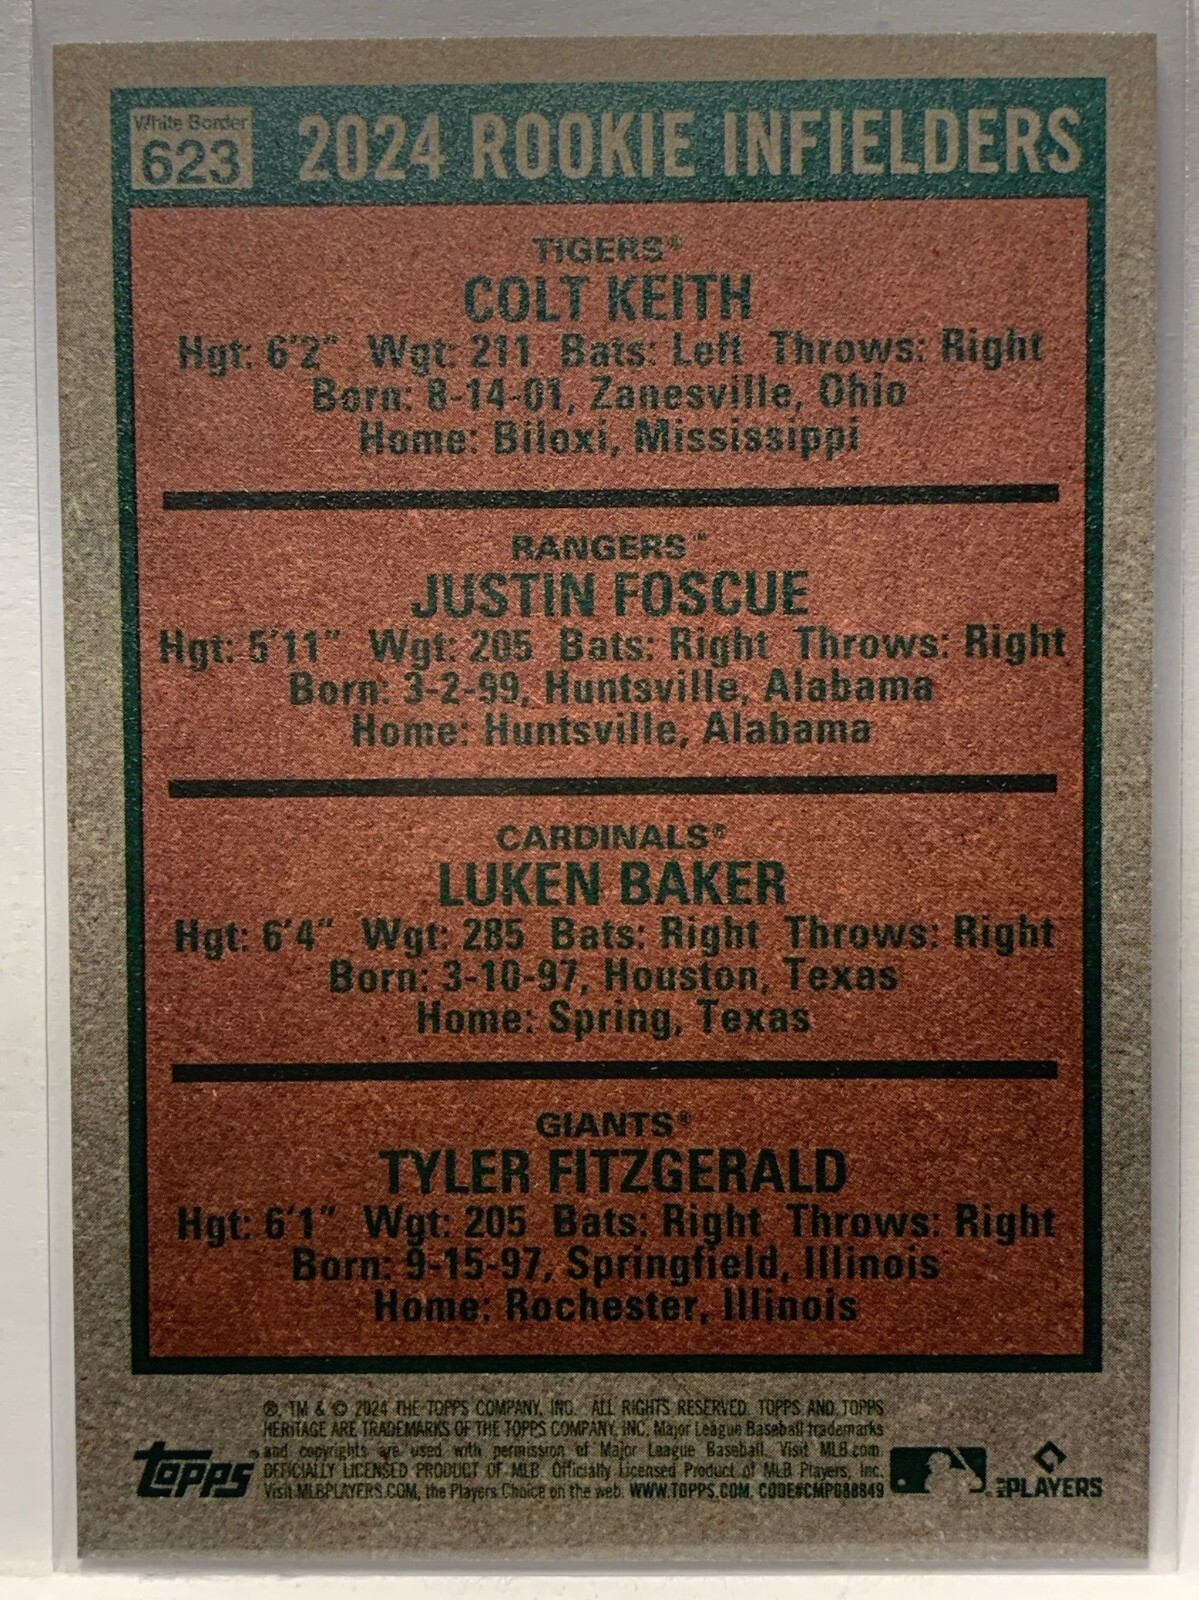 White Border
623
2024 ROOKIE INFIELDERS
TIGERS®
COLT KEITH
Hgt: 6'2" Wgt: 211 Bats: Left Throws: Right
Born: 8-14-01, Zanesville, Ohio
Home: Biloxi, Mississippi
RANGERS™
JUSTIN FOSCUE
Hgt: 5'11" Wgt: 205 Bats: Right Throws: Right
Born: 3-2-99, Huntsville, Alabama
Home: Huntsville, Alabama
CARDINALS®
LUKEN BAKER
Hgt: 6'4" Wgt: 285 Bats: Right Throws: Right
Born: 3-10-97, Houston, Texas
Home: Spring, Texas
GIANTS®
TYLER FITZGERALD
Hgt: 6'1" Wgt: 205 Bats: Right Throws: Right
Born: 9-15-97, Springfield, Illinois
Home: Rochester, Illinois
®, TM & © 2024 THE TOPPS COMPANY, INC. ALL RIGHTS RESERVED. TOPPS AND TOPPS
HERITAGE ARE TRADEMARKS OF THE TOPPS COMPANY, INC. Major League Baseball trademarks
and copyrights are used with permission of Major League Baseball. Visit MLB.com.
OFFICIALLY LICENSED PRODUCT OF MLB Officially Licensed Product of MLB Players, Inc.
Visit MLBPLAYERS.COM, the Players Choice on the web. WWW.TOPPS.COM. CODE#CMP088849
Topps
MLB PLAYERS